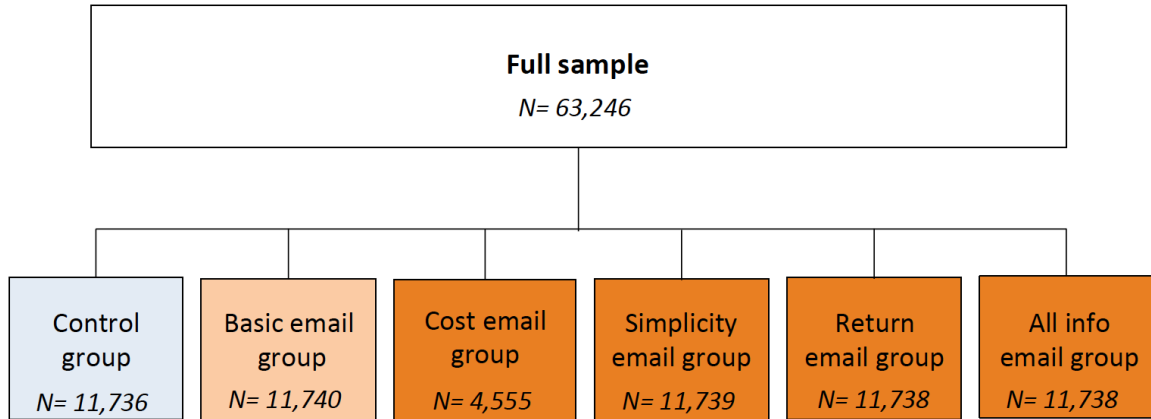 Full sample
N= 63,246
Control
group
N= 11,736
Basic email
group
N= 11,740
Cost email
group
N= 4,555
Simplicity
email group
N= 11,739
Return
email group
N= 11,738
All info
email group
N= 11,738